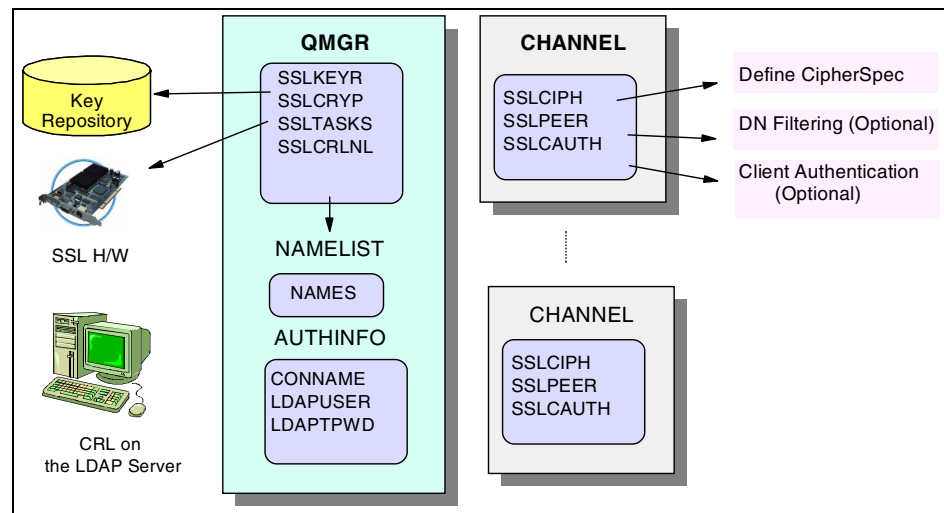 Key
Repository
SSL H/W
CRL on
the LDAP Server
QMGR
SSLKEYR
SSLCRYP
SSLTASKS
SSLCRLNL
NAMELIST
NAMES
AUTHINFO
CONNAME
LDAPUSER
LDAPTPWD
CHANNEL
SSLCIPH
SSLPEER
SSLCAUTH
Define CipherSpec
DN Filtering (Optional)
Client Authentication
(Optional)
CHANNEL
SSLCIPH
SSLPEER
SSLCAUTH